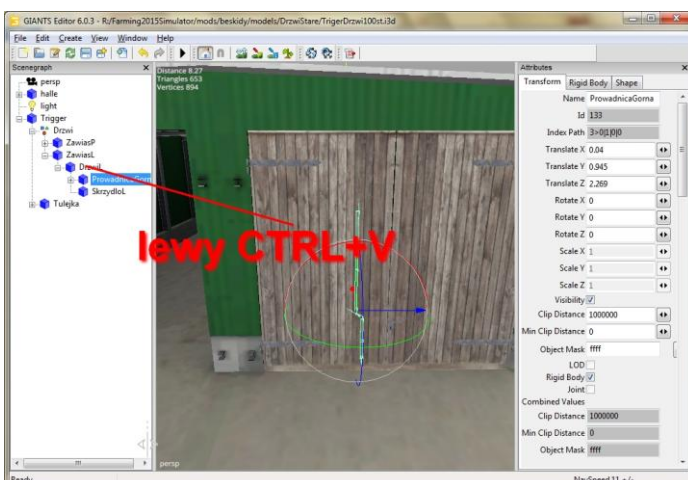 GIANTS Editor 6.0.3 - R:/Farming2015Simulator/mods/beskidy/models/DrzwiStare/TrigerDrzwi100st.i3d
File Edit Create View Window Help
Scenegraph
persp
halle
light
Trigger
Drzwi
ZawiasP
ZawiasL
DrzwiL
ProwadnicaGorn
SkrzydloL
Tulejka
Distance 8.27
Triangles 653
Vertices 894
lewy CTRL+V
persp
Attributes
Transform Rigid Body Shape
Name ProwadnicaGorna
Id 133
Index Path 3>0|1|0|0
Translate X 0.04
Translate Y 0.945
Translate Z 2.269
Rotate X 0
Rotate Y 0
Rotate Z 0
Scale X 1
Scale Y 1
Scale Z 1
Visibility
Clip Distance 1000000
Min Clip Distance 0
Object Mask ffff
LOD
Rigid Body
Joint
Combined Values
Clip Distance 1000000
Min Clip Distance 0
Object Mask ffff
Ready
NavSpeed 11 +/-